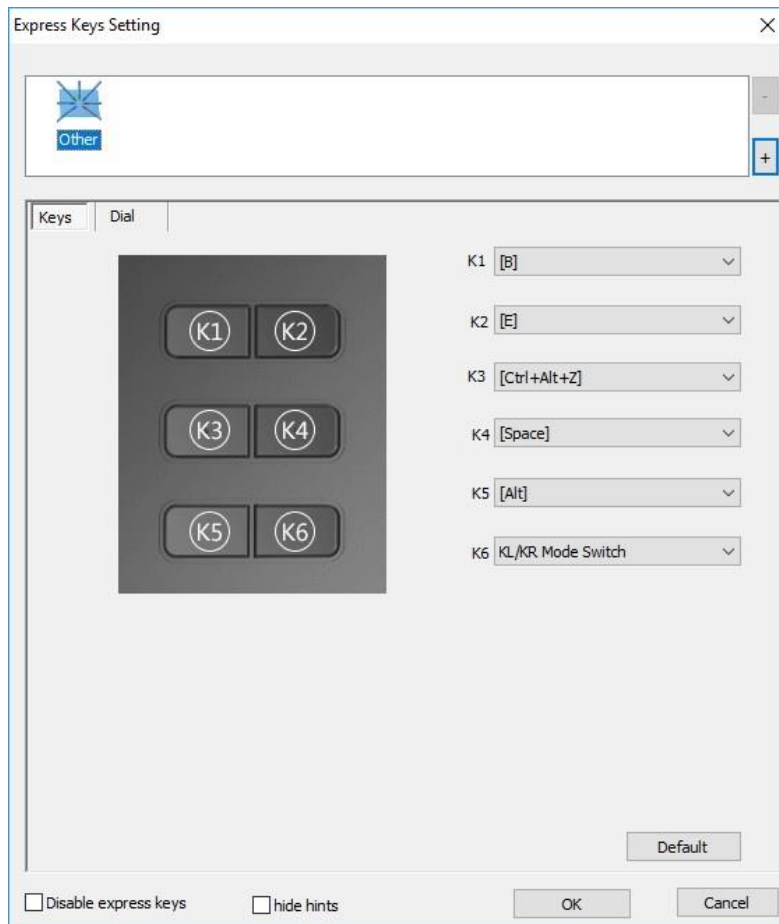 Express Keys Setting
Other
-
+
Keys Dial
K1 [B]
K2 [E]
K3 [Ctrl+Alt+Z]
K4 [Space]
K5 [Alt]
K6 KL/KR Mode Switch
K1 K2
K3 K4
K5 K6
Default
Disable express keys hide hints OK Cancel